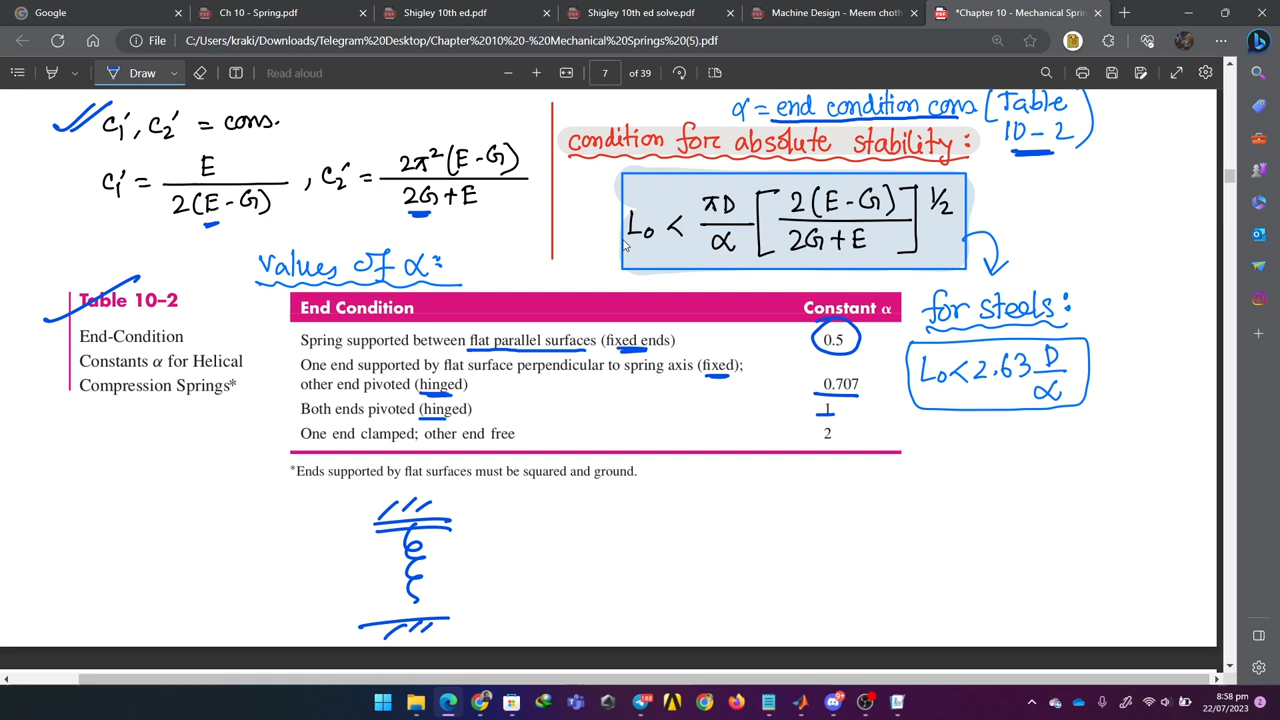 Google
Ch 10 - Spring.pdf
Shigley 10th ed.pdf
Shigley 10th ed solve.pdf
Machine Design - Meem choth
*Chapter 10 - Mechanical Sprin
File
C:/Users/kraki/Downloads/Telegram%20Desktop/Chapter%2010%20-%20Mechanical%20Springs%20(5).pdf
Draw
Read aloud
7
of 39
α = end condition cons. (Table
10-2)
C₁', C₂' = cons.
condition for absolute stability:
C₁' = E / 2(E-G) , C₂' = 2π²(E-G) / 2G+E
L₀ < πD/α [ 2(E-G) / 2G+E ]^1/2
values of α:
Table 10–2
End-Condition
Constants α for Helical
Compression Springs*
End Condition Constant α
Spring supported between flat parallel surfaces (fixed ends) 0.5
One end supported by flat surface perpendicular to spring axis (fixed);
other end pivoted (hinged) 0.707
Both ends pivoted (hinged) 1
One end clamped; other end free 2
*Ends supported by flat surfaces must be squared and ground.
for steels:
L₀ < 2.63 D/α
8:58 pm
22/07/2023